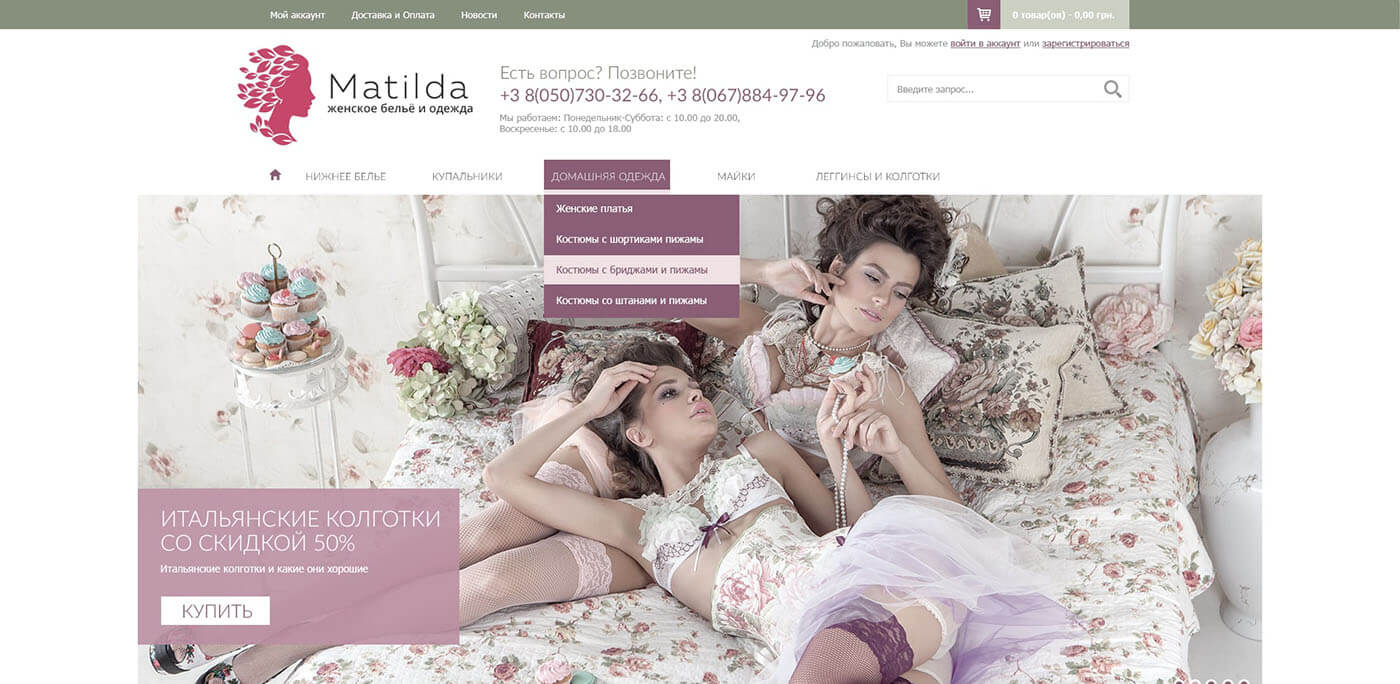 Мой аккаунт
Доставка и Оплата
Новости
Контакты
0 товар(ов) - 0,00 грн.
Добро пожаловать, Вы можете войти в аккаунт или зарегистрироваться
Matilda
женское бельё и одежда
Есть вопрос? Позвоните!
+3 8(050)730-32-66, +3 8(067)884-97-96
Мы работаем: Понедельник-Суббота: с 10.00 до 20.00,
Воскресенье: с 10.00 до 18.00
Введите запрос...
НИЖНЕЕ БЕЛЬЕ
КУПАЛЬНИКИ
ДОМАШНЯЯ ОДЕЖДА
МАЙКИ
ЛЕГГИНСЫ И КОЛГОТКИ
Женские платья
Костюмы с шортиками пижамы
Костюмы с бриджами и пижамы
Костюмы со штанами и пижамы
ИТАЛЬЯНСКИЕ КОЛГОТКИ
СО СКИДКОЙ 50%
Итальянские колготки и какие они хорошие
КУПИТЬ